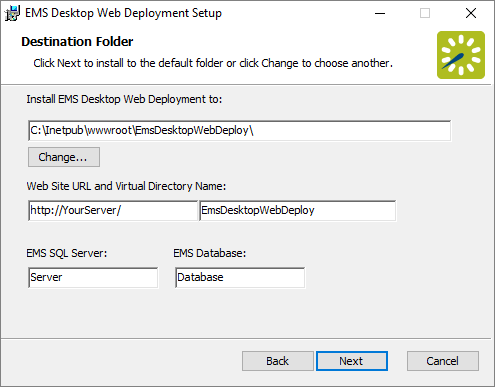 EMS Desktop Web Deployment Setup
Destination Folder
Click Next to install to the default folder or click Change to choose another.
Install EMS Desktop Web Deployment to:
C:\Inetpub\wwwroot\EmsDesktopWebDeploy\
Change...
Web Site URL and Virtual Directory Name:
http://YourServer/ EmsDesktopWebDeploy
EMS SQL Server: EMS Database:
Server Database
Back Next Cancel